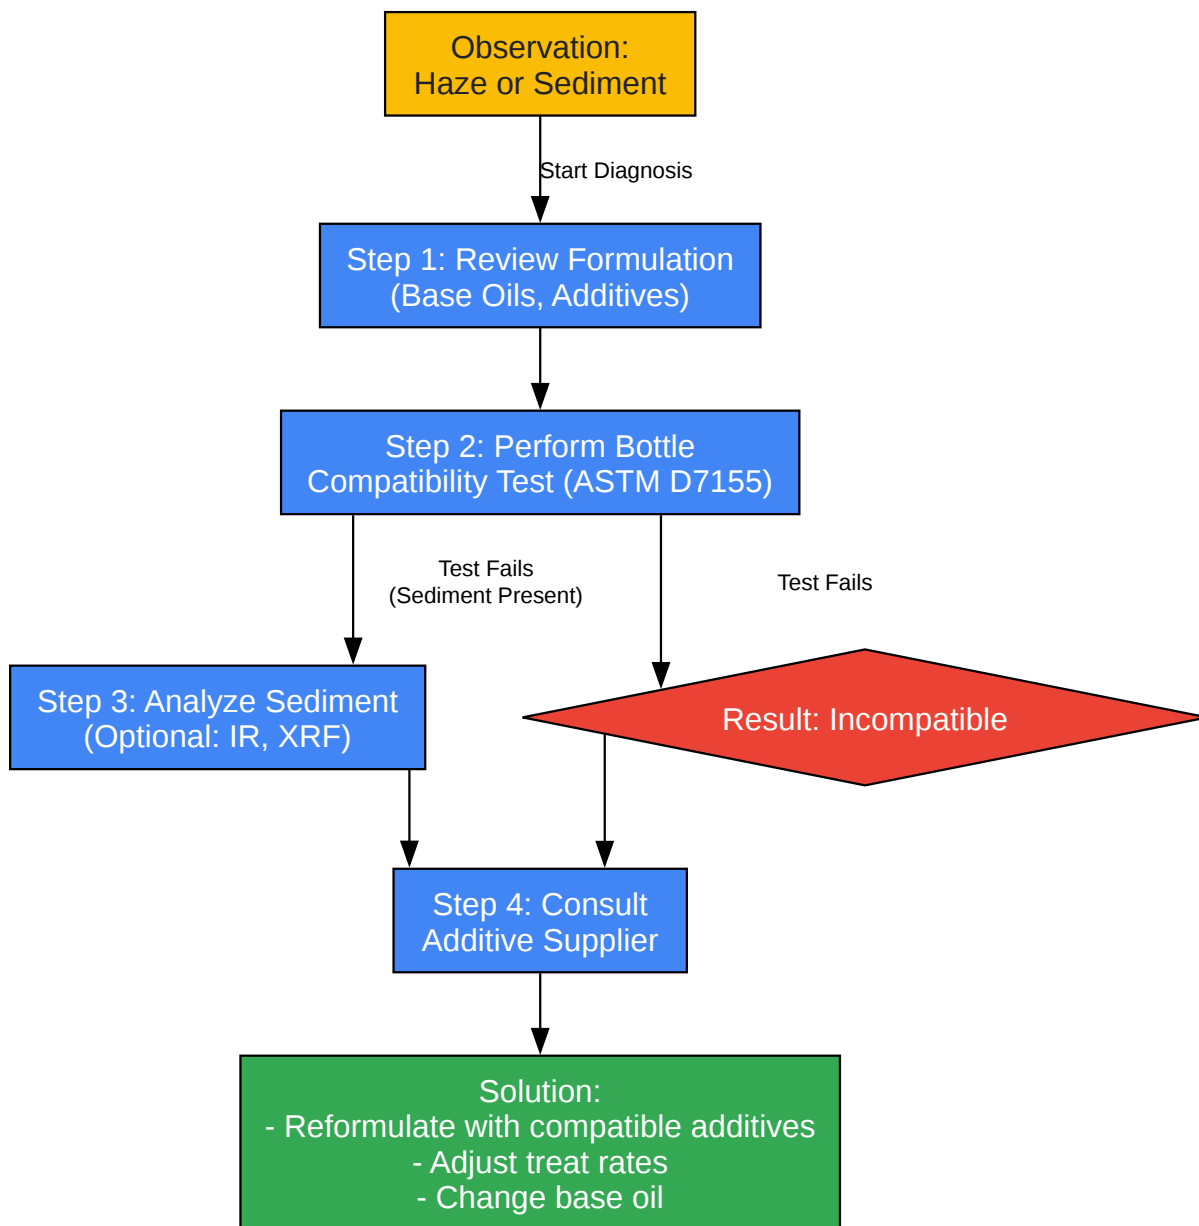 Observation:
Haze or Sediment
Start Diagnosis
Step 1: Review Formulation
(Base Oils, Additives)
Step 2: Perform Bottle
Compatibility Test (ASTM D7155)
Test Fails
(Sediment Present)
Test Fails
Step 3: Analyze Sediment
(Optional: IR, XRF)
Result: Incompatible
Step 4: Consult
Additive Supplier
Solution:
- Reformulate with compatible additives
- Adjust treat rates
- Change base oil